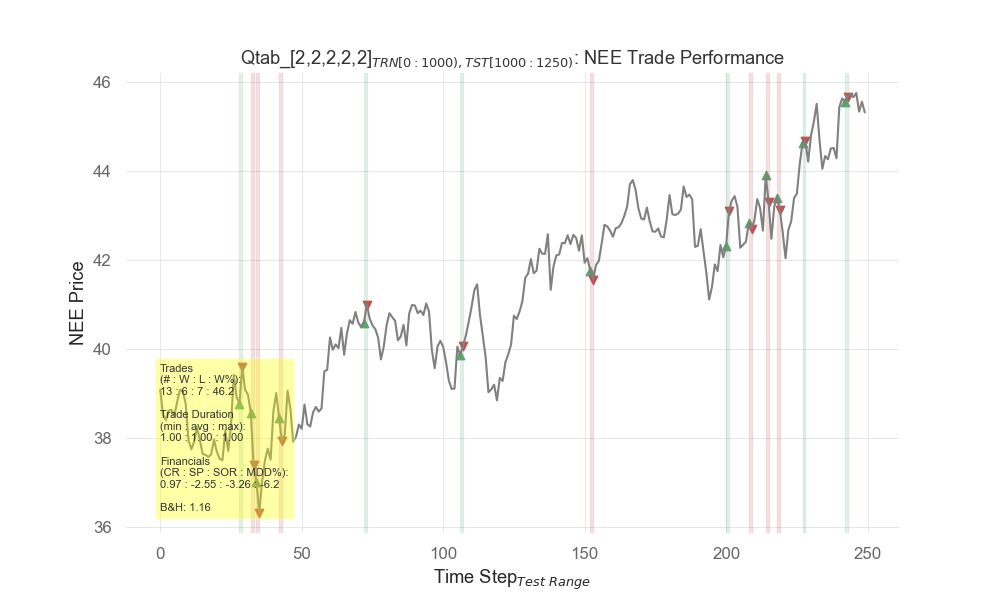 Qtab_[2,2,2,2,2]TRN[0 : 1000), TST[1000 : 1250): NEE Trade Performance
46
44
42
40
38
36
NEE Price
Trades
(# : W : L : W%):
13 : 6 : 7 : 46.2
Trade Duration
(min : avg : max):
1.00 : 1.00 : 1.00
Financials
(CR : SP : SOR : MDD%):
0.97 : -2.55 : -3.26 : -6.2
B&H: 1.16
0 50 100 150 200 250
Time StepTest Range